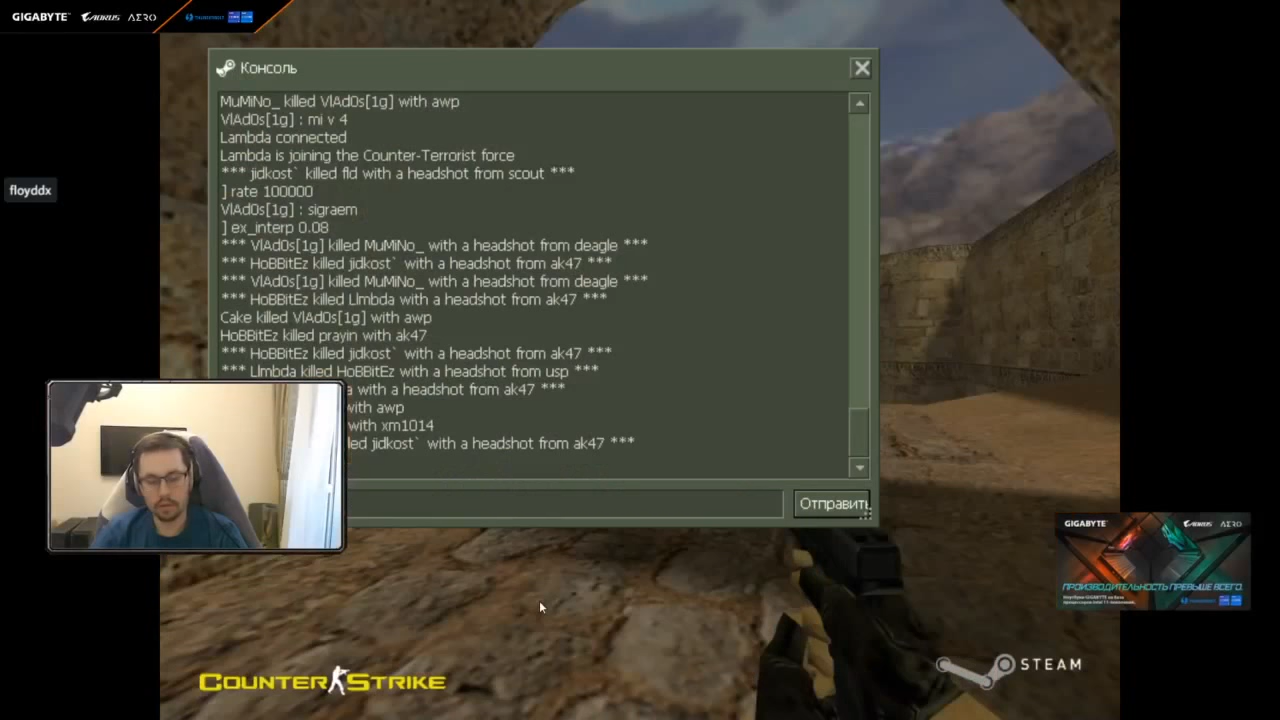 GIGABYTE™ AORUS AERO
floyddx
Консоль
MuMiNo_ killed VlAd0s[1g] with awp
VlAd0s[1g] : mi v 4
Lambda connected
Lambda is joining the Counter-Terrorist force
*** jidkost` killed fld with a headshot from scout ***
] rate 100000
VlAd0s[1g] : sigraem
] ex_interp 0.08
*** VlAd0s[1g] killed MuMiNo_ with a headshot from deagle ***
*** HoBBitEz killed jidkost` with a headshot from ak47 ***
*** VlAd0s[1g] killed MuMiNo_ with a headshot from deagle ***
*** HoBBitEz killed Llmbda with a headshot from ak47 ***
Cake killed VlAd0s[1g] with awp
HoBBitEz killed prayin with ak47
*** HoBBitEz killed jidkost` with a headshot from ak47 ***
*** Llmbda killed HoBBitEz with a headshot from usp ***
a with a headshot from ak47 ***
with awp
with xm1014
led jidkost` with a headshot from ak47 ***
Отправить
GIGABYTE™ AORUS AERO
ПРОИЗВОДИТЕЛЬНОСТЬ ПРЕВЫШЕ ВСЕГО.
COUNTER STRIKE
STEAM